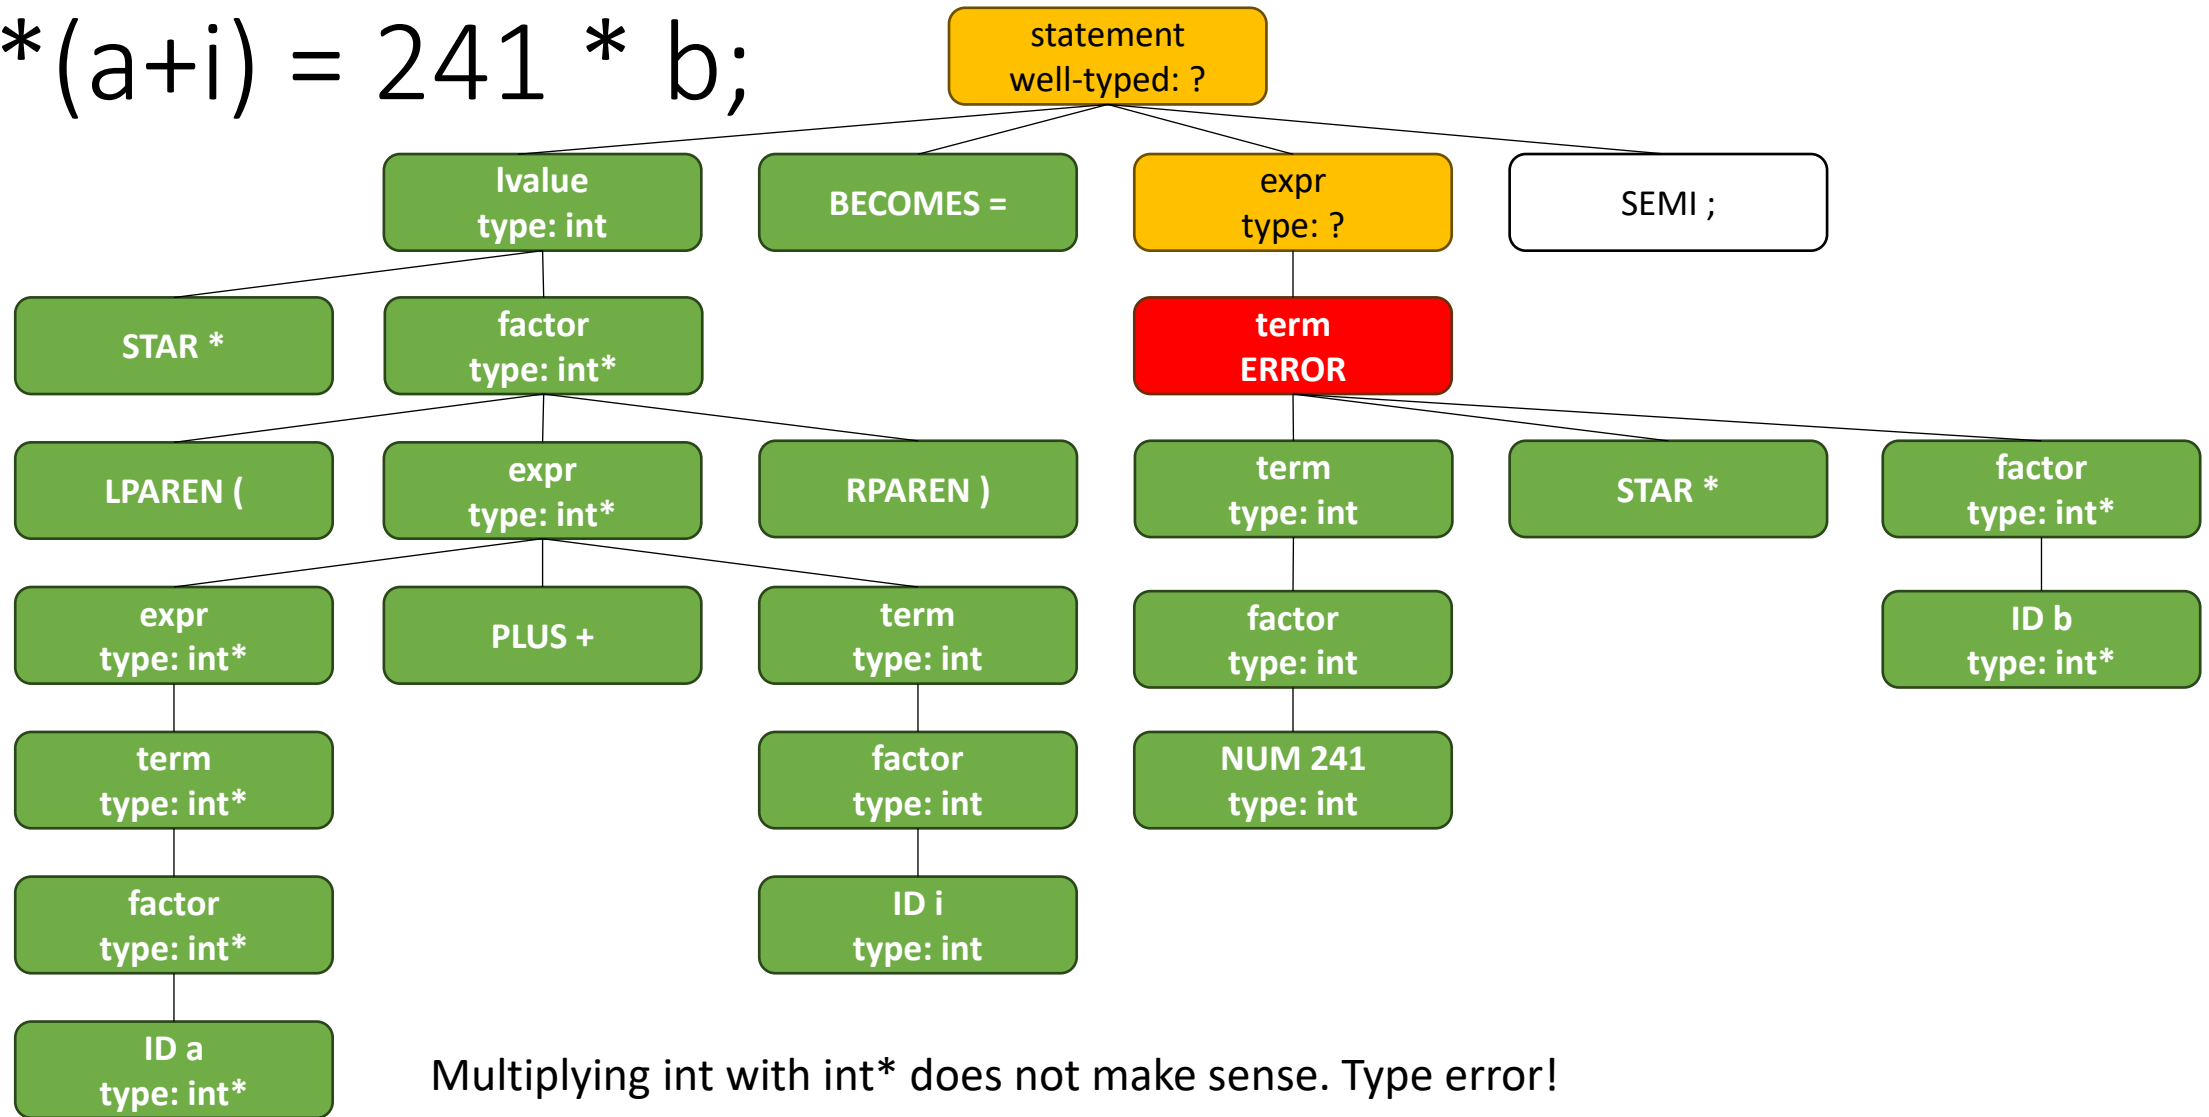 *(a+i) = 241 * b;
statement
well-typed: ?
lvalue
type: int
BECOMES =
expr
type: ?
SEMI ;
STAR *
factor
type: int*
term
ERROR
LPAREN (
expr
type: int*
RPAREN )
term
type: int
STAR *
factor
type: int*
expr
type: int*
PLUS +
term
type: int
factor
type: int
ID b
type: int*
term
type: int*
factor
type: int
NUM 241
type: int
factor
type: int*
ID i
type: int
ID a
type: int*
Multiplying int with int* does not make sense. Type error!